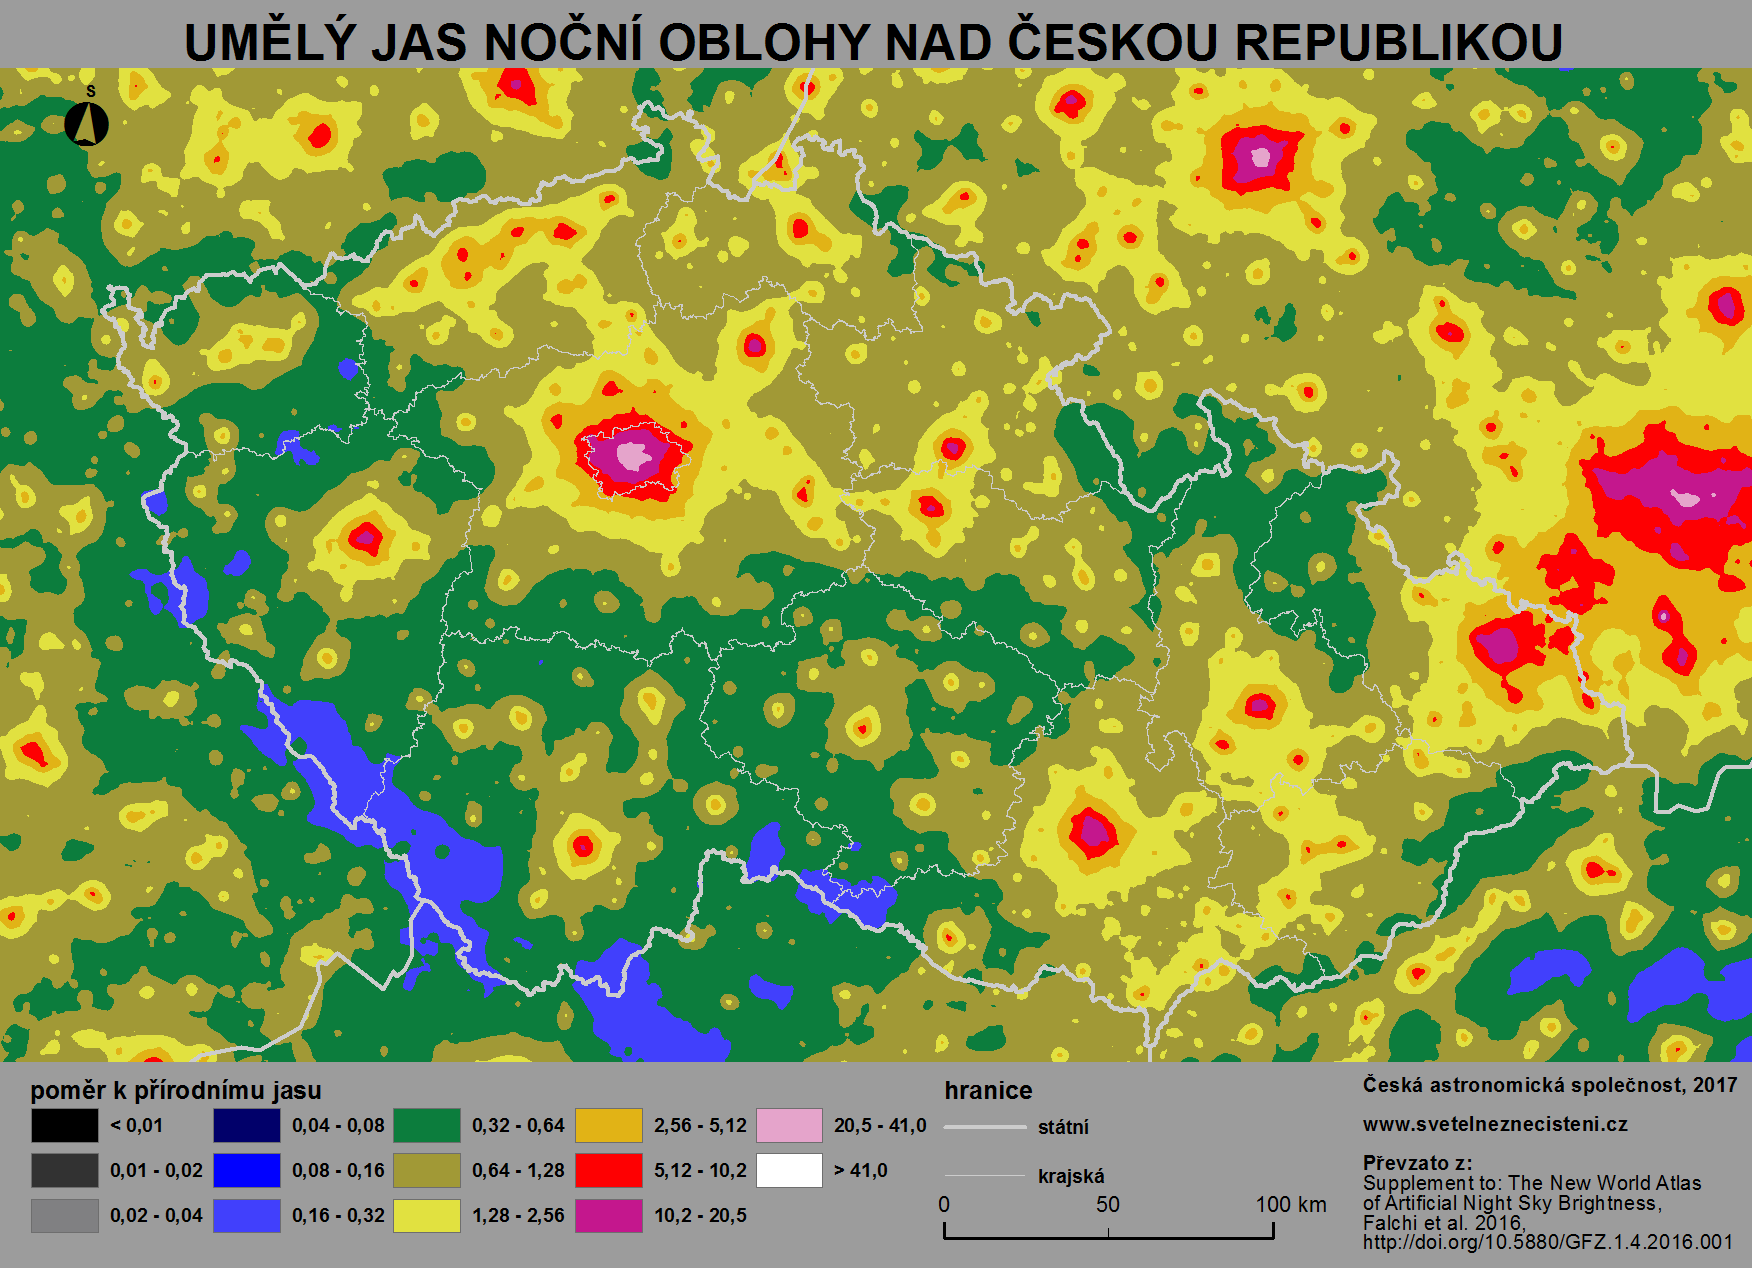 UMĚLÝ JAS NOČNÍ OBLOHY NAD ČESKOU REPUBLIKOU
S
poměr k přírodnímu jasu
< 0,01
0,01 - 0,02
0,02 - 0,04
0,04 - 0,08
0,08 - 0,16
0,16 - 0,32
0,32 - 0,64
0,64 - 1,28
1,28 - 2,56
2,56 - 5,12
5,12 - 10,2
10,2 - 20,5
20,5 - 41,0
> 41,0
hranice
státní
krajská
0 50 100 km
Česká astronomická společnost, 2017
www.svetelneznecisteni.cz
Převzato z:
Supplement to: The New World Atlas
of Artificial Night Sky Brightness,
Falchi et al. 2016,
http://doi.org/10.5880/GFZ.1.4.2016.001